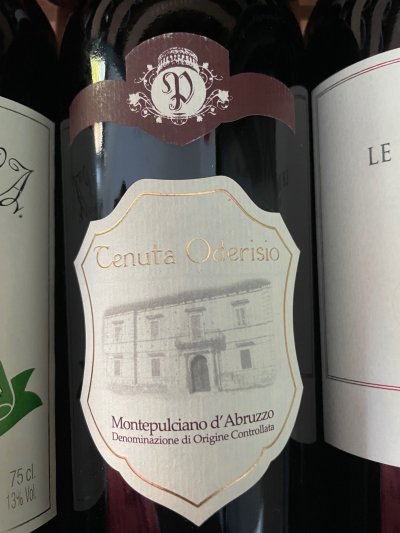 P
Tenuta Oderisio
Montepulciano d'Abruzzo
Denominazione di Origine Controllata
A.
75 cl.
13% Vol.
LE